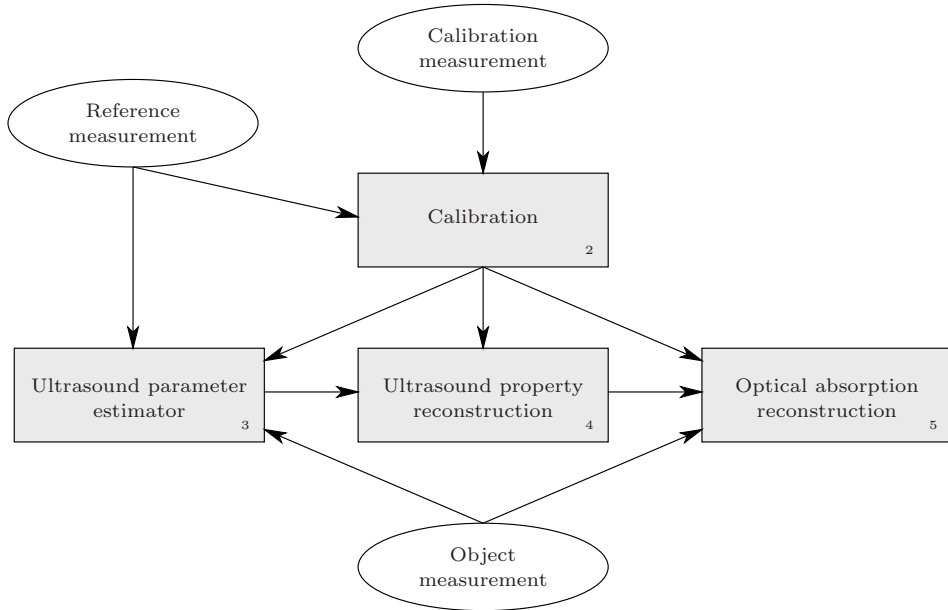 Calibration
measurement
Reference
measurement
Calibration
2
Ultrasound parameter
estimator
3
Ultrasound property
reconstruction
4
Optical absorption
reconstruction
5
Object
measurement